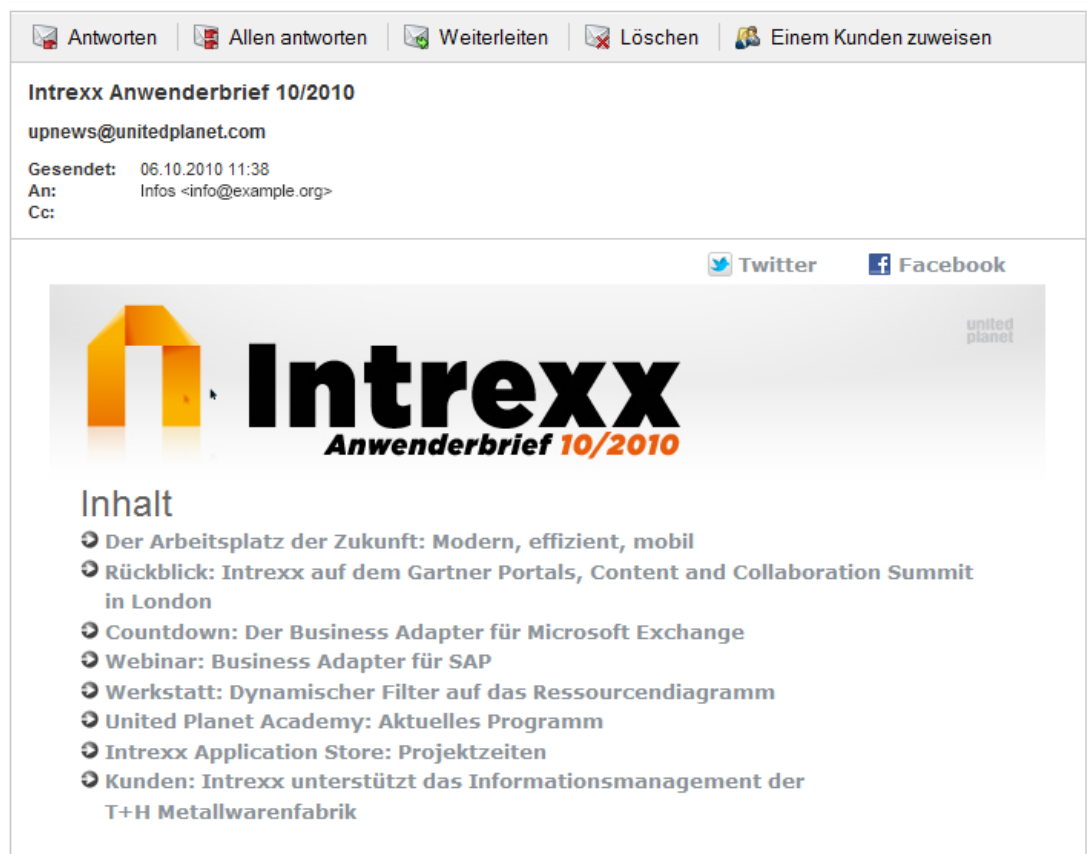 Antworten Allen antworten Weiterleiten Löschen Einem Kunden zuweisen
Intrexx Anwenderbrief 10/2010
upnews@unitedplanet.com
Gesendet: 06.10.2010 11:38
An: Infos <info@example.org>
Cc:
Twitter Facebook
united
planet
Intrexx
Anwenderbrief 10/2010
Inhalt
Der Arbeitsplatz der Zukunft: Modern, effizient, mobil
Rückblick: Intrexx auf dem Gartner Portals, Content and Collaboration Summit
in London
Countdown: Der Business Adapter für Microsoft Exchange
Webinar: Business Adapter für SAP
Werkstatt: Dynamischer Filter auf das Ressourcendiagramm
United Planet Academy: Aktuelles Programm
Intrexx Application Store: Projektzeiten
Kunden: Intrexx unterstützt das Informationsmanagement der
T+H Metallwarenfabrik